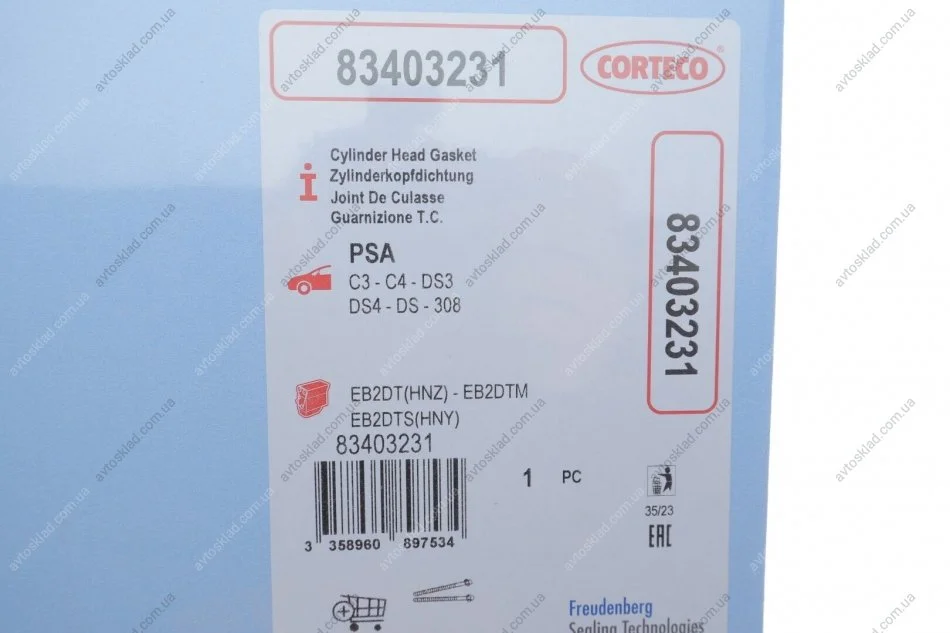 83403231
CORTECO®
Cylinder Head Gasket
Zylinderkopfdichtung
Joint De Culasse
Guarnizione T.C.
PSA
C3 - C4 - DS3
DS4 - DS - 308
83403231
EB2DT(HNZ) - EB2DTM
EB2DTS(HNY)
83403231
1 PC
3 358960 897534
35/23
EAC
Freudenberg
Sealing Technologies
avtosklad.com.ua